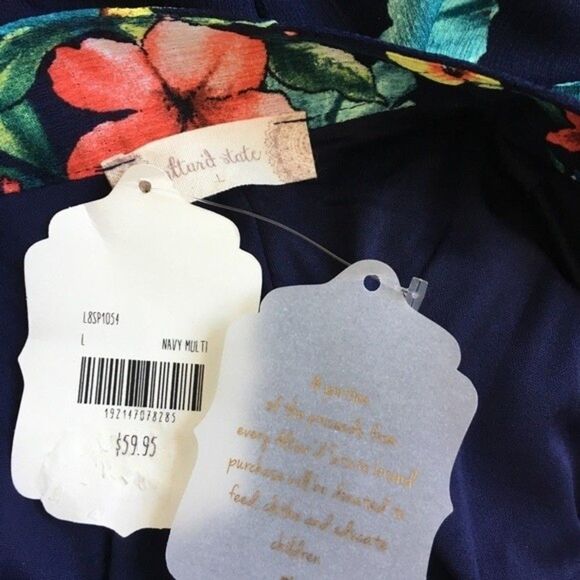 altar'd state
L
L8SP1054
L NAVY MULTI
192147078285
$59.95
A portion
of the proceeds from
every Altar'd State brand
purchase will be donated to
feed clothe and educate
children